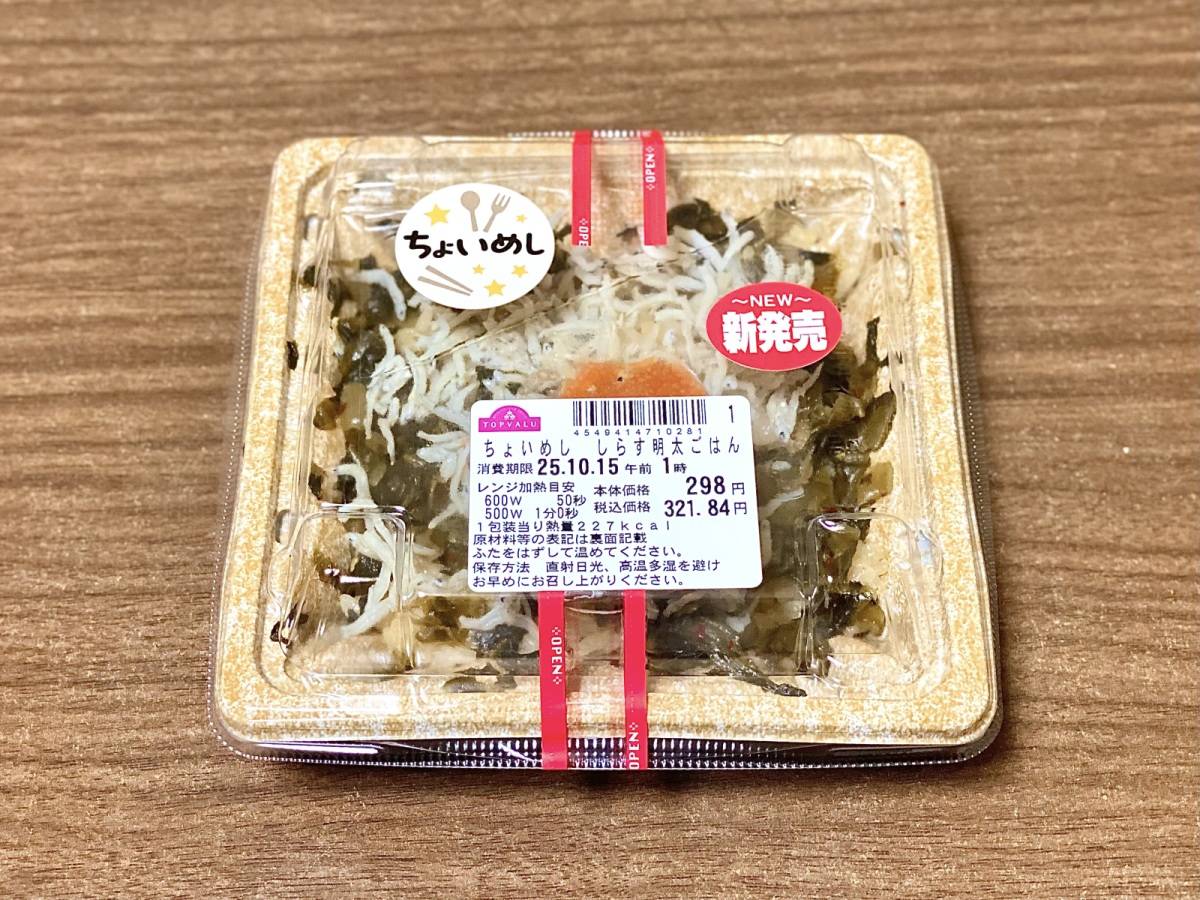 OPEN
OPE
ちょいめし
～NEW～
新発売
TOPVALU
4549414710281
1
ちょいめし しらす明太ごはん
消費期限 25.10.15 午前 1時
レンジ加熱目安 本体価格 298円
600W 50秒
500W 1分0秒 税込価格 321.84円
1包装当り熱量227kcal
原材料等の表記は裏面記載
ふたをはずして温めてください。
保存方法 直射日光、高温多湿を避け
お早めにお召し上がりください。
OPEN
OPEN